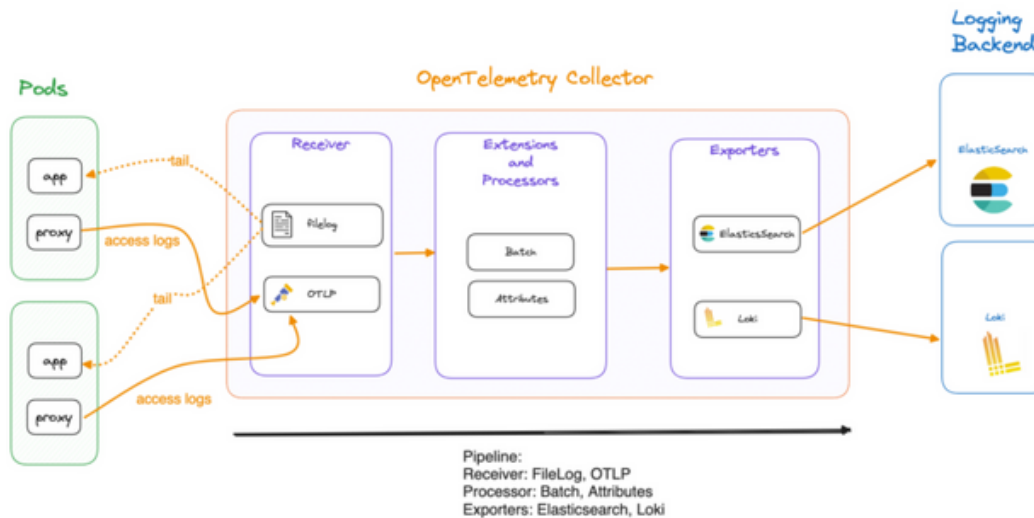 Logging
Backend
OpenTelemetry Collector
Pods
Receiver
Extensions
and
Processors
Exporters
ElasticSearch
tail
app
filelog
proxy
access logs
Batch
ElasticsSearch
OTLP
Attributes
tail
Loki
Loki
app
access logs
proxy
Pipeline:
Receiver: FileLog, OTLP
Processor: Batch, Attributes
Exporters: Elasticsearch, Loki